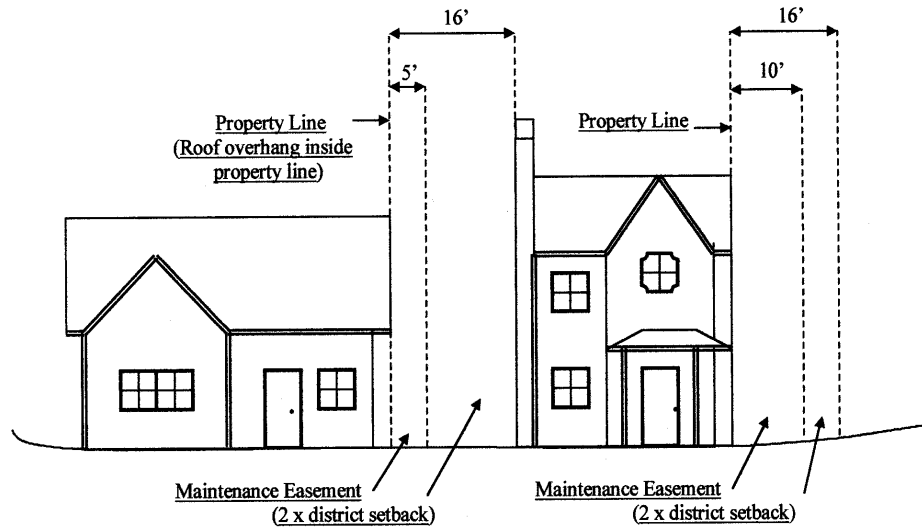 16’
16’
5’
10’
Property Line
(Roof overhang inside
property line)
Property Line
Maintenance Easement
(2 x district setback)
Maintenance Easement
(2 x district setback)